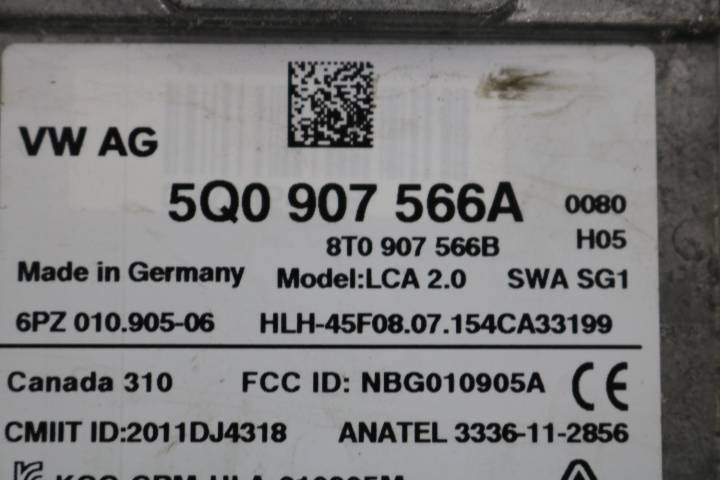 VW AG
5Q0 907 566A 0080
8T0 907 566B H05
Made in Germany Model:LCA 2.0 SWA SG1
6PZ 010.905-06 HLH-45F08.07.154CA33199
Canada 310 FCC ID: NBG010905A CE
CMIIT ID:2011DJ4318 ANATEL 3336-11-2856